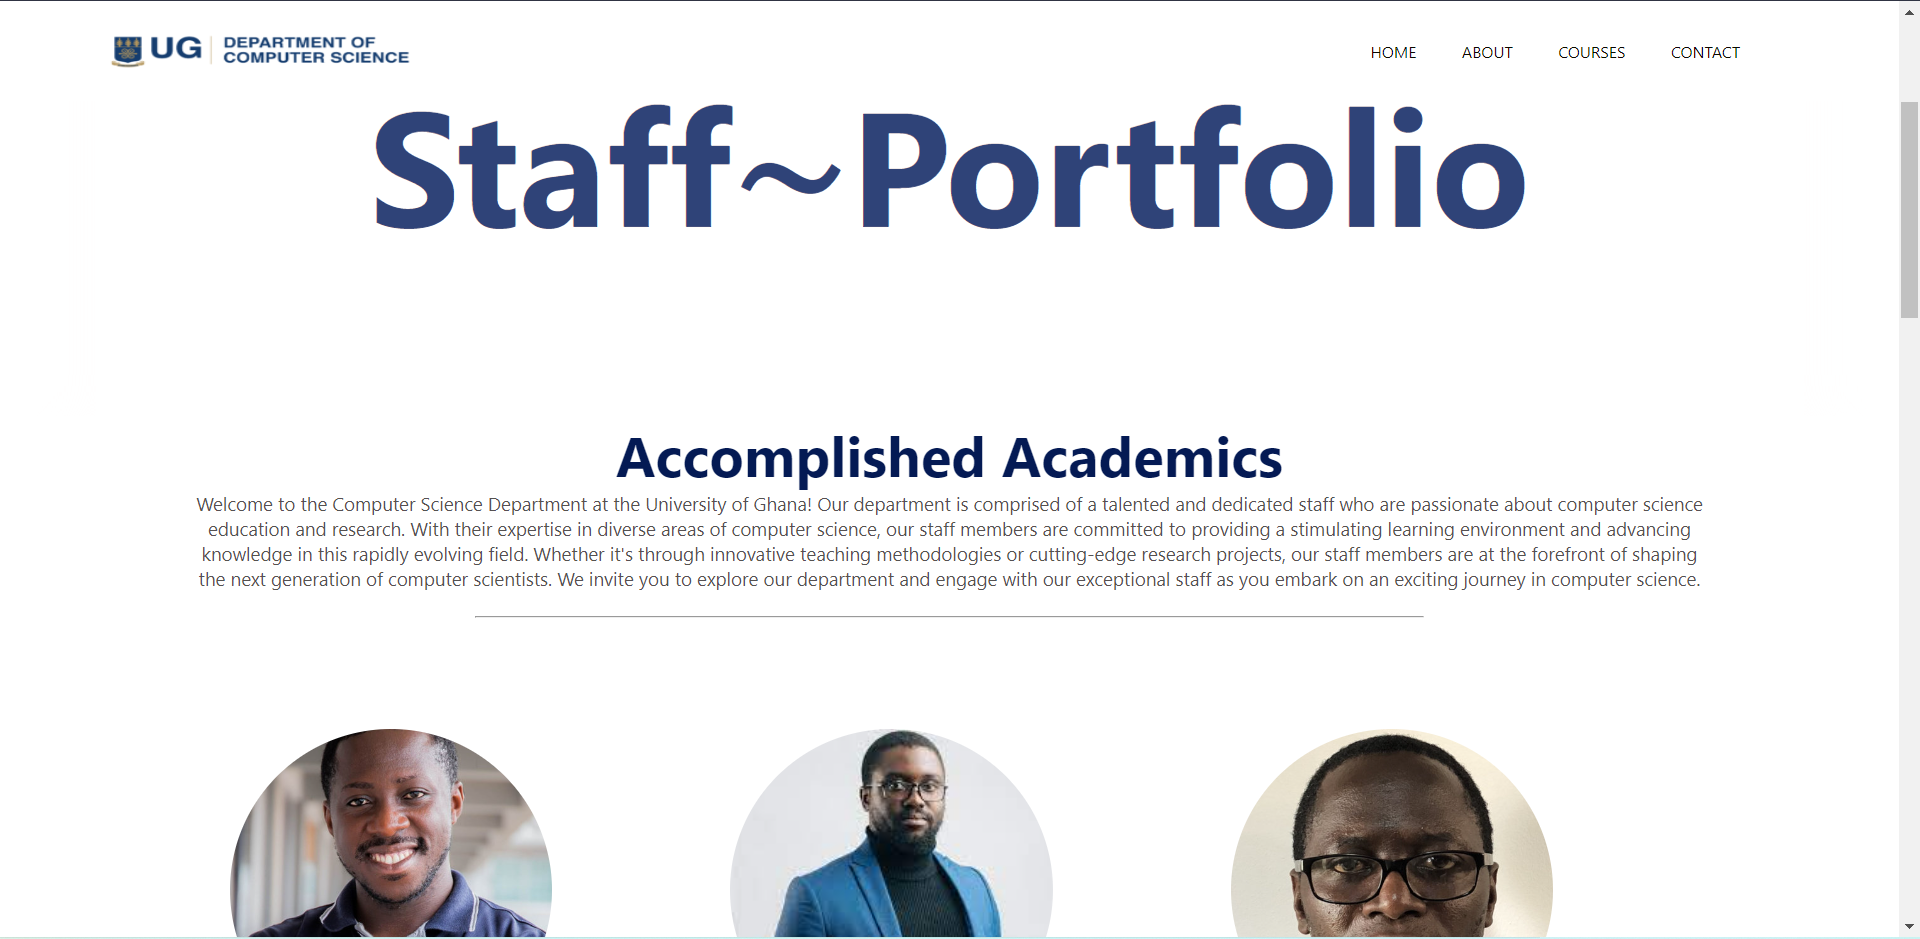 UG
DEPARTMENT OF
COMPUTER SCIENCE
HOME ABOUT COURSES CONTACT
Staff~Portfolio
Accomplished Academics
Welcome to the Computer Science Department at the University of Ghana! Our department is comprised of a talented and dedicated staff who are passionate about computer science
education and research. With their expertise in diverse areas of computer science, our staff members are committed to providing a stimulating learning environment and advancing
knowledge in this rapidly evolving field. Whether it's through innovative teaching methodologies or cutting-edge research projects, our staff members are at the forefront of shaping
the next generation of computer scientists. We invite you to explore our department and engage with our exceptional staff as you embark on an exciting journey in computer science.